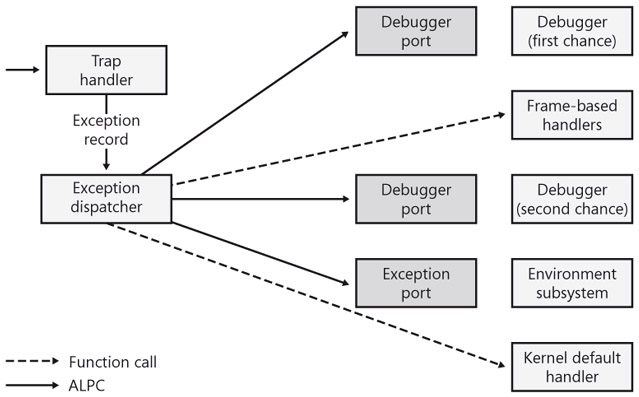 Debugger
port
Debugger
(first chance)
Trap
handler
Exception
record
Frame-based
handlers
Exception
dispatcher
Debugger
port
Debugger
(second chance)
Exception
port
Environment
subsystem
Kernel default
handler
Function call
ALPC